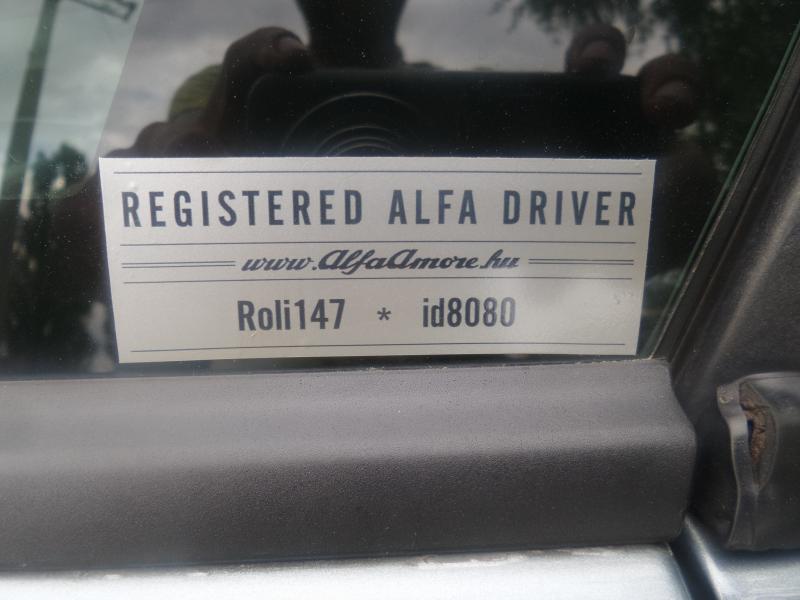 REGISTERED ALFA DRIVER
www.AlfaAmore.hu
Roli147 * id8080